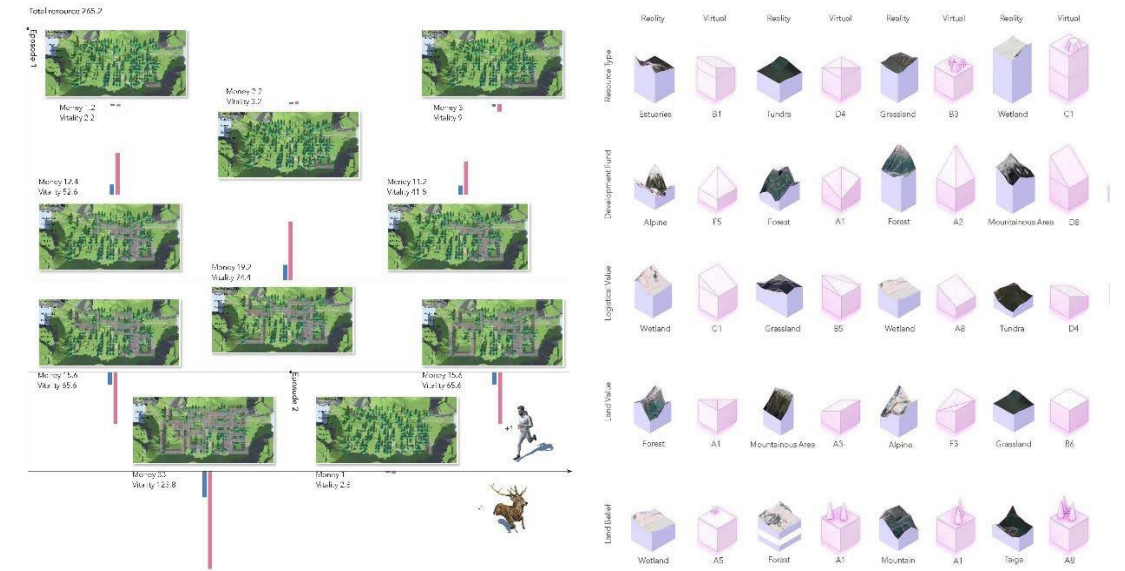 Total resource 265.2
Episode 1
Money 1.2
Vitality 2.2
Money 2.2
Vitality 3.2
Money 3
Vitality 9
Money 12.4
Vitality 52.6
Money 11.2
Vitality 41.8
Money 19.2
Vitality 74.4
Money 15.6
Vitality 65.6
Money 15.6
Vitality 65.6
Episode 2
+1
Money 33
Vitality 123.8
Money 1
Vitality 2.6
-1
Reality Virtual Reality Virtual Reality Virtual Reality Virtual
Resource Type
Estuaries B1 Tundra D4 Grassland B3 Wetland C1
Development Fund
Alpine F5 Forest A1 Forest A2 Mountainous Area D8
Logistical Value
Wetland C1 Grassland B5 Wetland A8 Tundra D4
Land Value
Forest A1 Mountainous Area A3 Alpine F3 Grassland B6
Land Belief
Wetland A5 Forest A1 Mountain A1 Taiga A8